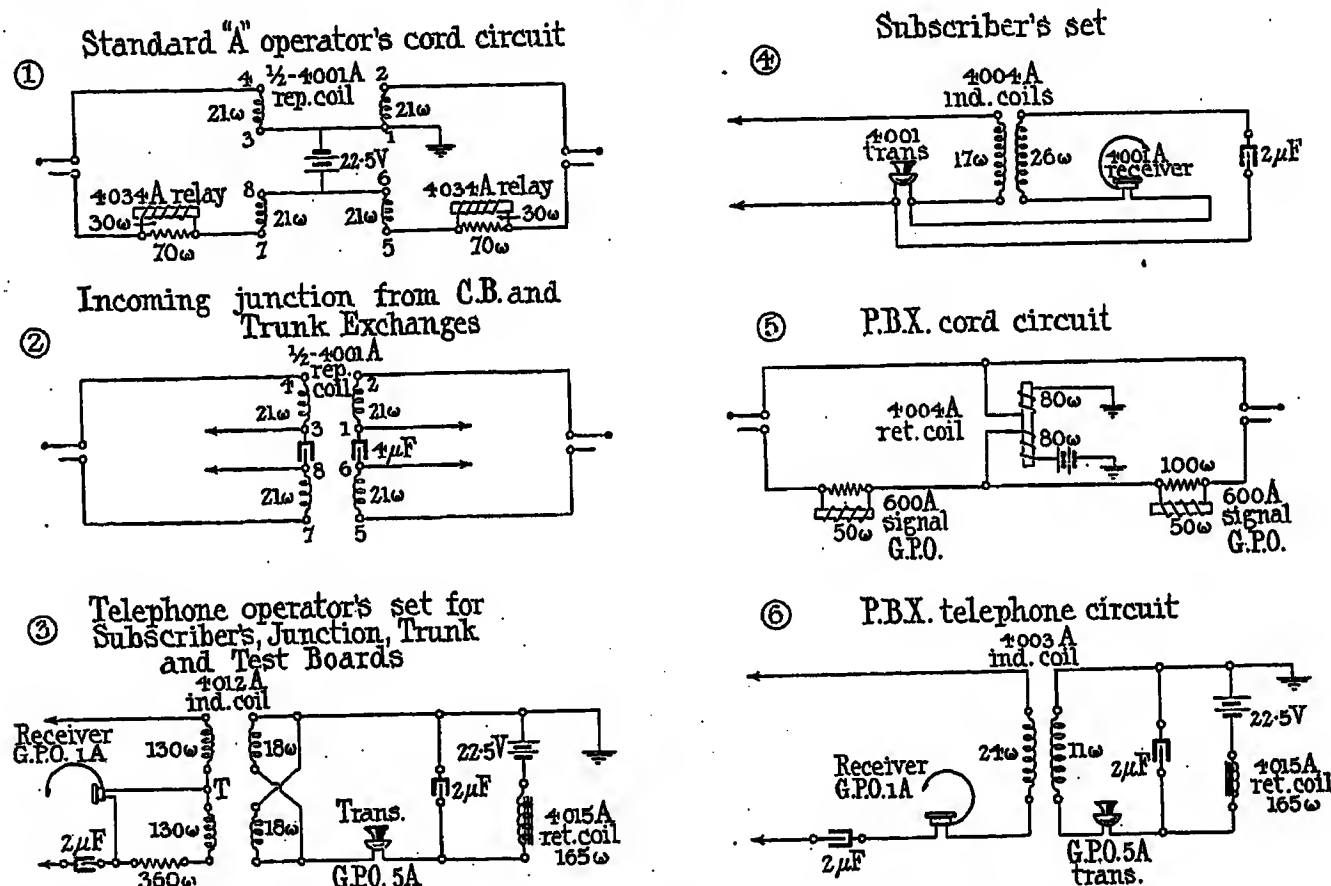 Standard "A" operator's cord circuit
①
4
½-4001A
rep. coil
2
21ω
21ω
3
1
22·5V
4034A relay
8
6
4034A relay
30ω
21ω
21ω
30ω
70ω
7
5
70ω
Incoming junction from C.B. and
Trunk Exchanges
②
½-4001A
rep.
coil
4
2
21ω
21ω
3
1
4μF
8
6
21ω
21ω
7
5
③
Telephone operator's set for
Subscriber's, Junction, Trunk
and Test Boards
4012A
ind. coil
Receiver
G.P.O. 1A
130ω
18ω
22·5V
T
2μF
130ω
18ω
Trans.
4015A
ret. coil
165ω
2μF
360ω
G.P.O. 5A
Subscriber's set
④
4004A
ind. coils
4001
trans
17ω
26ω
4001A
receiver
2μF
⑤
P.B.X. cord circuit
4004A
ret. coil
80ω
80ω
100ω
50ω
600A
signal
G.P.O.
50ω
600A
signal
G.P.O.
⑥
P.B.X. telephone circuit
4003A
ind. coil
22·5V
24ω
11ω
2μF
Receiver
G.P.O. 1A
4015A
ret. coil
165ω
2μF
G.P.O. 5A
trans.